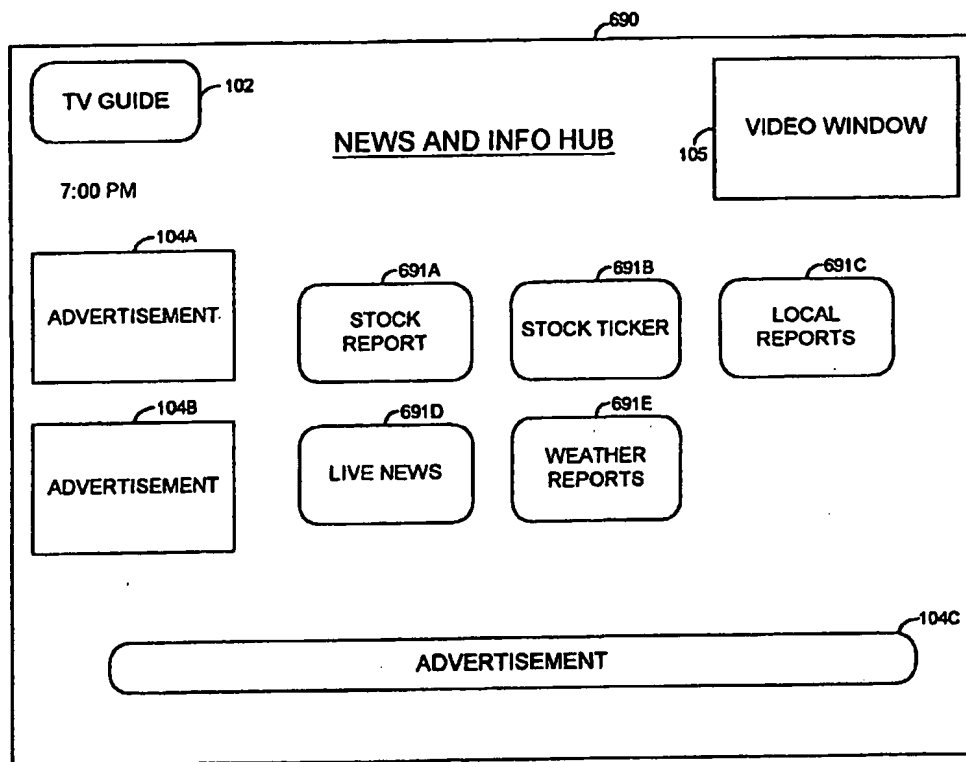 690
TV GUIDE
102
NEWS AND INFO HUB
105
VIDEO WINDOW
7:00 PM
104A
ADVERTISEMENT
691A
STOCK
REPORT
691B
STOCK TICKER
691C
LOCAL
REPORTS
104B
ADVERTISEMENT
691D
LIVE NEWS
691E
WEATHER
REPORTS
104C
ADVERTISEMENT